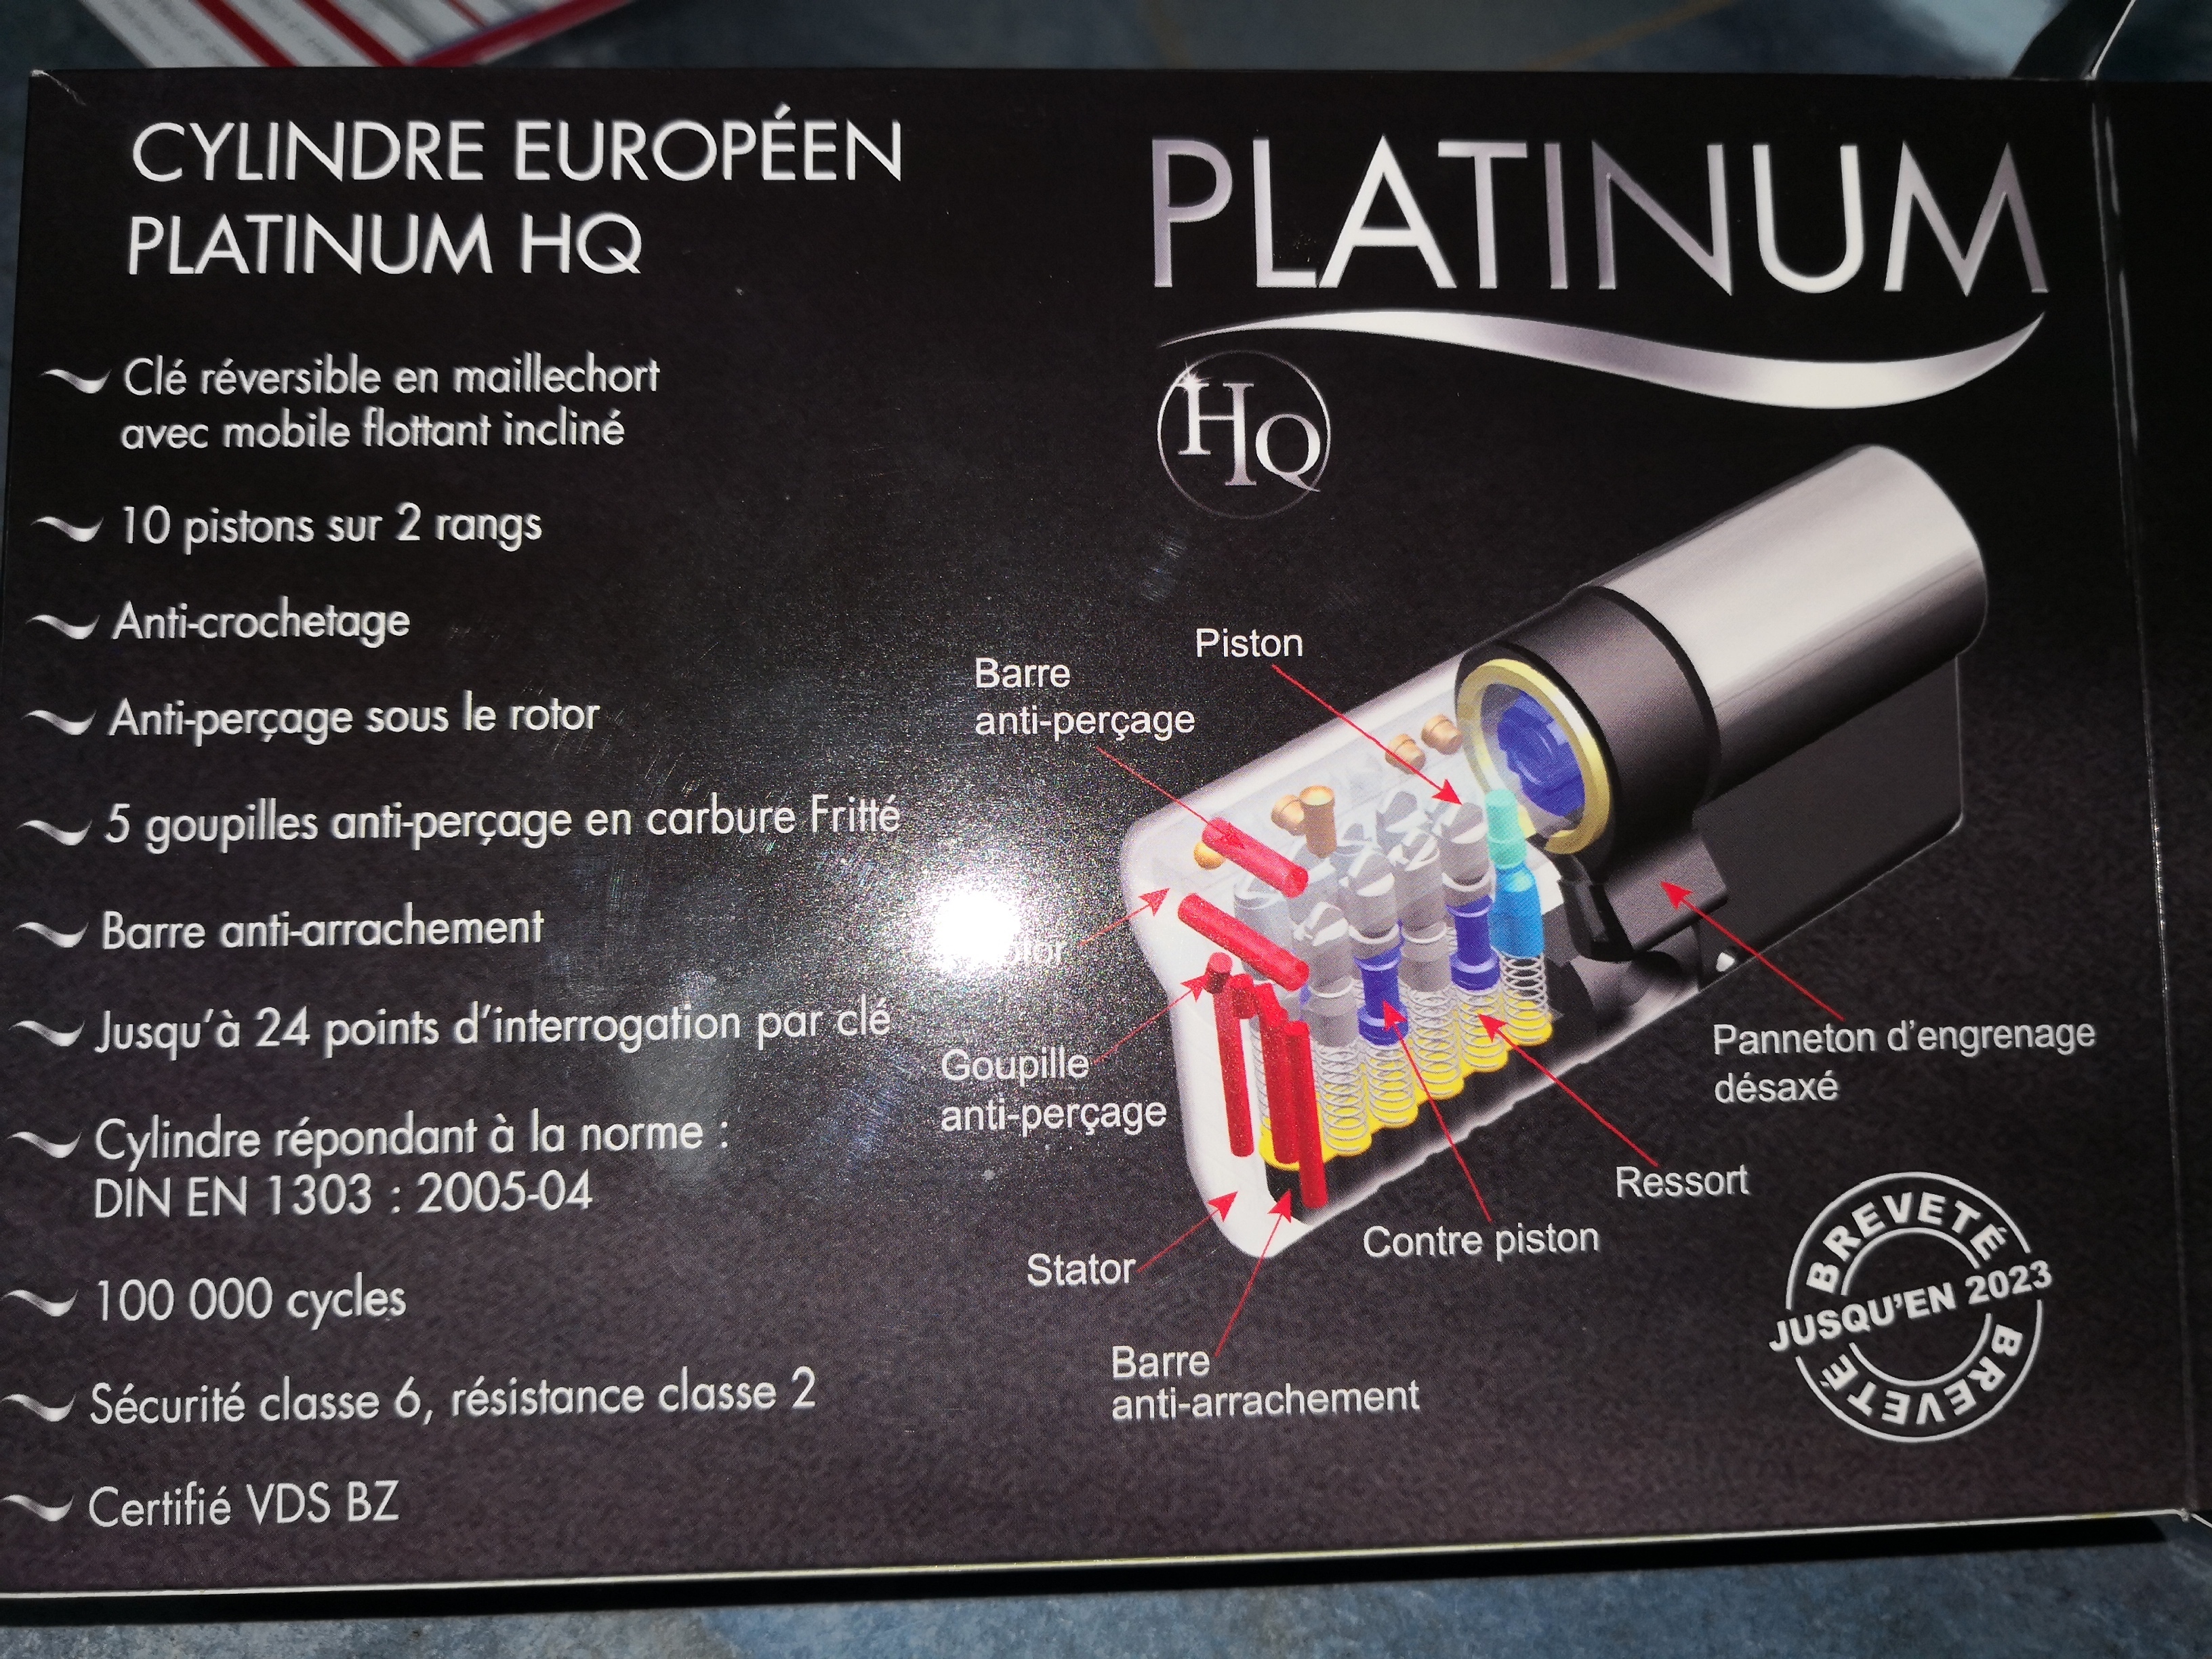 CYLINDRE EUROPÉEN
PLATINUM HQ
Clé réversible en maillechort
avec mobile flottant incliné
10 pistons sur 2 rangs
Anti-crochetage
Anti-perçage sous le rotor
5 goupilles anti-perçage en carbure Fritté
Barre anti-arrachement
Jusqu'à 24 points d'interrogation par clé
Cylindre répondant à la norme :
DIN EN 1303 : 2005-04
100 000 cycles
Sécurité classe 6, résistance classe 2
Certifié VDS BZ
PLATINUM
HQ
Piston
Barre
anti-perçage
Goupille
anti-perçage
Panneton d'engrenage
désaxé
Ressort
Contre piston
Stator
Barre
anti-arrachement
BREVETÉ
JUSQU'EN 2023
BREVETÉ